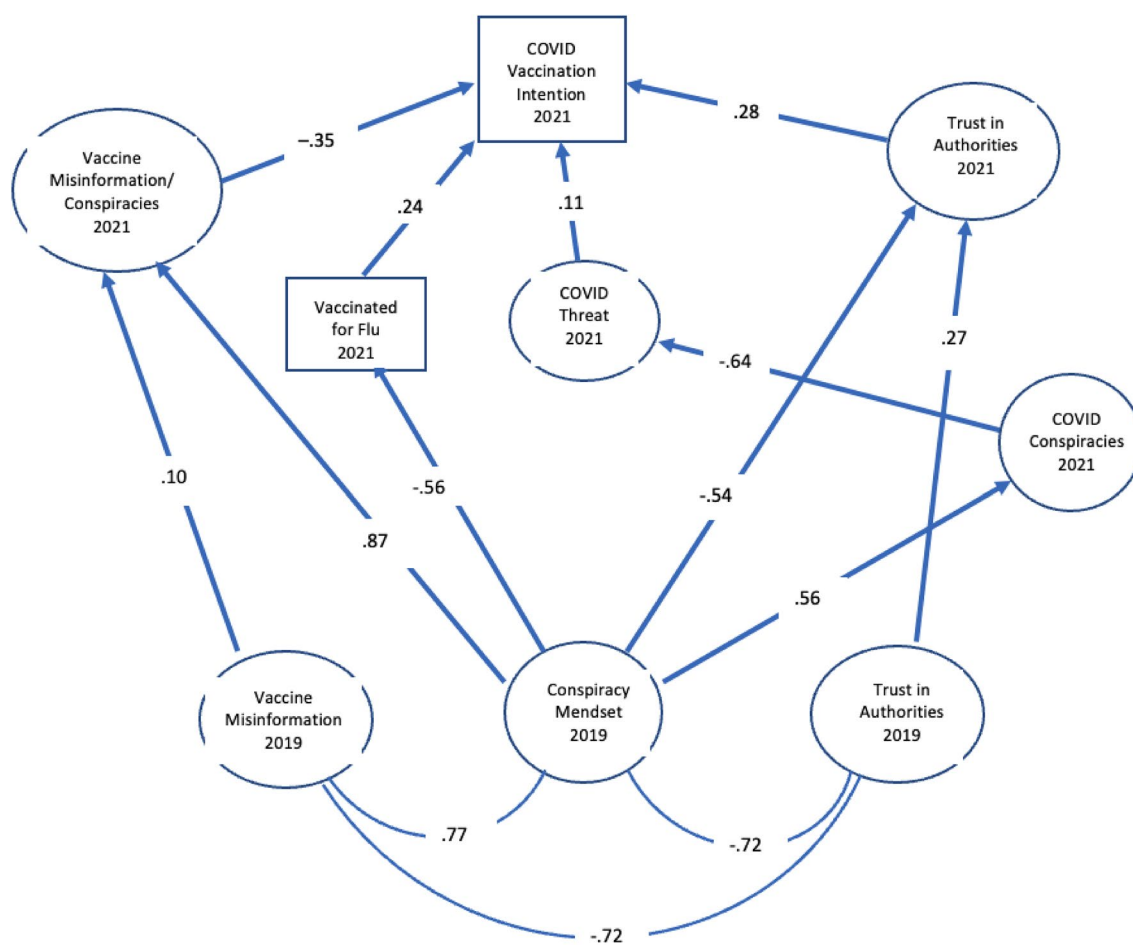 COVID
Vaccination
Intention
2021
.28
Trust in
Authorities
2021
–.35
Vaccine
Misinformation/
Conspiracies
2021
.24
.11
Vaccinated
for Flu
2021
COVID
Threat
2021
.27
-.64
COVID
Conspiracies
2021
.10
-.56
-.54
.87
.56
Vaccine
Misinformation
2019
Conspiracy
Mendset
2019
Trust in
Authorities
2019
.77
-.72
-.72